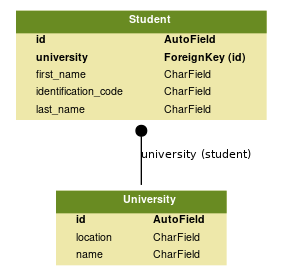 Student
id AutoField
university ForeignKey (id)
first_name CharField
identification_code CharField
last_name CharField
university (student)
University
id AutoField
location CharField
name CharField